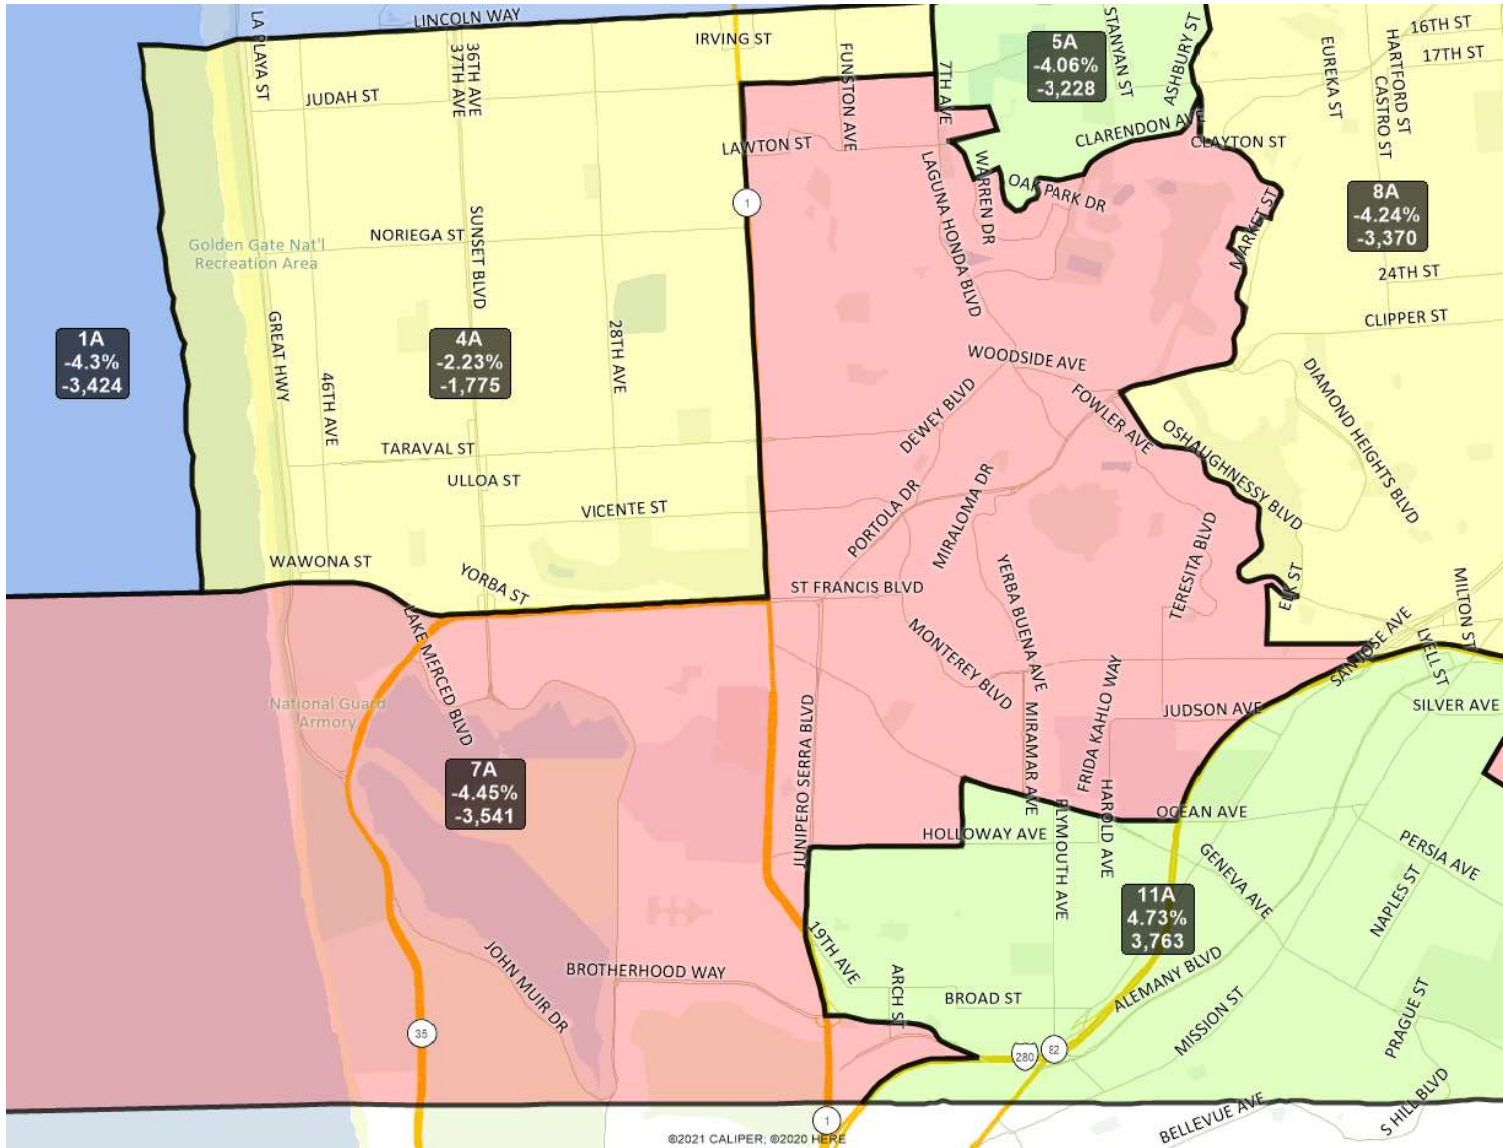 LINCOLN WAY
LA PLAYA ST
36TH AVE
37TH AVE
IRVING ST
FUNSTON AVE
7TH AVE
5A
-4.06%
-3,228
STANYAN ST
ASHBURY ST
EUREKA ST
HARTFORD ST
CASTRO ST
16TH ST
17TH ST
JUDAH ST
LAWTON ST
CLARENDON AVE
CLAYTON ST
WARREN DR
OAK PARK DR
LAGUNA HONDA BLVD
MARKET ST
8A
-4.24%
-3,370
24TH ST
CLIPPER ST
NORIEGA ST
SUNSET BLVD
1
Golden Gate Nat'l
Recreation Area
GREAT HWY
28TH AVE
1A
-4.3%
-3,424
4A
-2.23%
-1,775
46TH AVE
WOODSIDE AVE
DEWEY BLVD
FOWLER AVE
DIAMOND HEIGHTS BLVD
OSHAUGHNESSY BLVD
TARAVAL ST
ULLOA ST
VICENTE ST
PORTOLA DR
MIRALOMA DR
TERESITA BLVD
WAWONA ST
YORBA ST
ST FRANCIS BLVD
YERBA BUENA AVE
ELK ST
MILTON ST
LYELL ST
SAN JOSE AVE
SILVER AVE
LAKE MERCED BLVD
MONTEREY BLVD
FRIDA KAHLO WAY
JUDSON AVE
National Guard
Armory
JUNIPERO SERRA BLVD
MIRAMAR AVE
7A
-4.45%
-3,541
HAROLD AVE
PLYMOUTH AVE
OCEAN AVE
HOLLOWAY AVE
GENEVA AVE
PERSIA AVE
NAPLES ST
11A
4.73%
3,763
19TH AVE
JOHN MUIR DR
BROTHERHOOD WAY
ARCH ST
BROAD ST
ALEMANY BLVD
MISSION ST
PRAGUE ST
35
280
82
1
BELLEVUE AVE
S HILL BLVD
©2021 CALIPER; ©2020 HERE